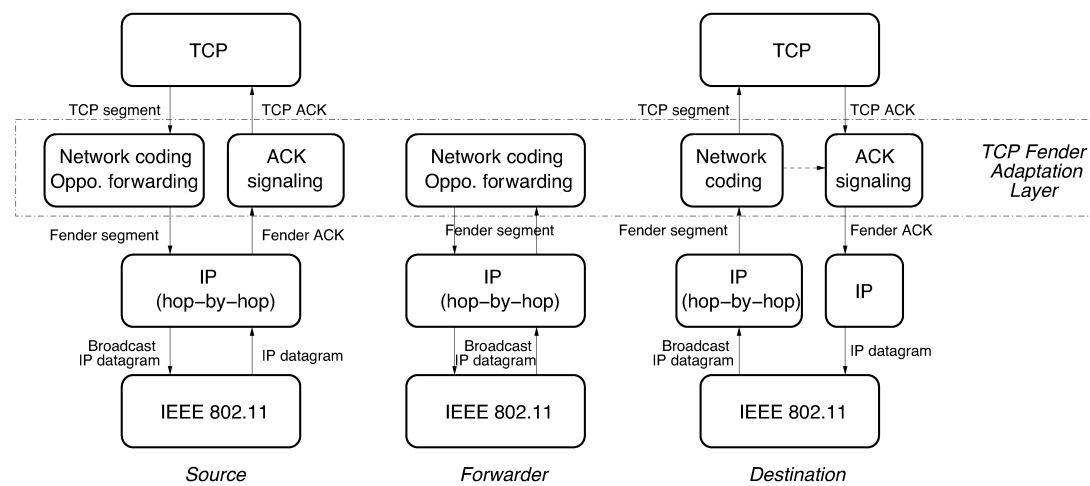 TCP
TCP
TCP segment
TCP ACK
TCP segment
TCP ACK
Network coding
Oppo. forwarding
ACK
signaling
Network coding
Oppo. forwarding
Network
coding
ACK
signaling
TCP Fender
Adaptation
Layer
Fender segment
Fender ACK
Fender segment
Fender segment
Fender ACK
IP
(hop–by–hop)
IP
(hop–by–hop)
IP
(hop–by–hop)
IP
Broadcast
IP datagram
IP datagram
Broadcast
IP datagram
Broadcast
IP datagram
IP datagram
IEEE 802.11
IEEE 802.11
IEEE 802.11
Source
Forwarder
Destination